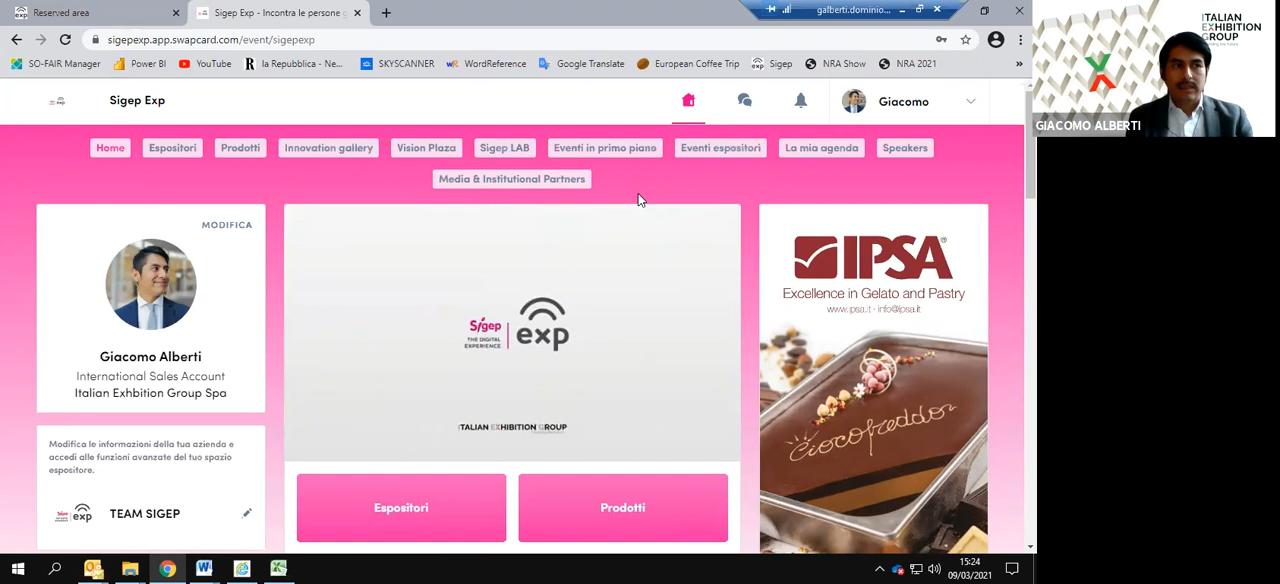 Reserved area
Sigep Exp - Incontra le persone g
galberti.dominio...
sigepexp.app.swapcard.com/event/sigepexp
SO-FAIR Manager
Power BI
YouTube
la Repubblica - Ne...
SKYSCANNER
WordReference
Google Translate
European Coffee Trip
Sigep
NRA Show
NRA 2021
»
ITALIAN
EXHIBITION
GROUP
GIACOMO ALBERTI
Sigep Exp
Giacomo
Home
Espositori
Prodotti
Innovation gallery
Vision Plaza
Sigep LAB
Eventi in primo piano
Eventi espositori
La mia agenda
Speakers
Media & Institutional Partners
MODIFICA
Giacomo Alberti
International Sales Account
Italian Exhbition Group Spa
Modifica le informazioni della tua azienda e
accedi alle funzioni avanzate del tuo spazio
espositore.
Sigep exp
TEAM SIGEP
Sigep
THE DIGITAL
EXPERIENCE
exp
ITALIAN EXHIBITION GROUP
Espositori
Prodotti
IPSA®
Excellence in Gelato and Pastry
www.ipsa.it - info@ipsa.it
Ciocofreddo
15:24
09/03/2021